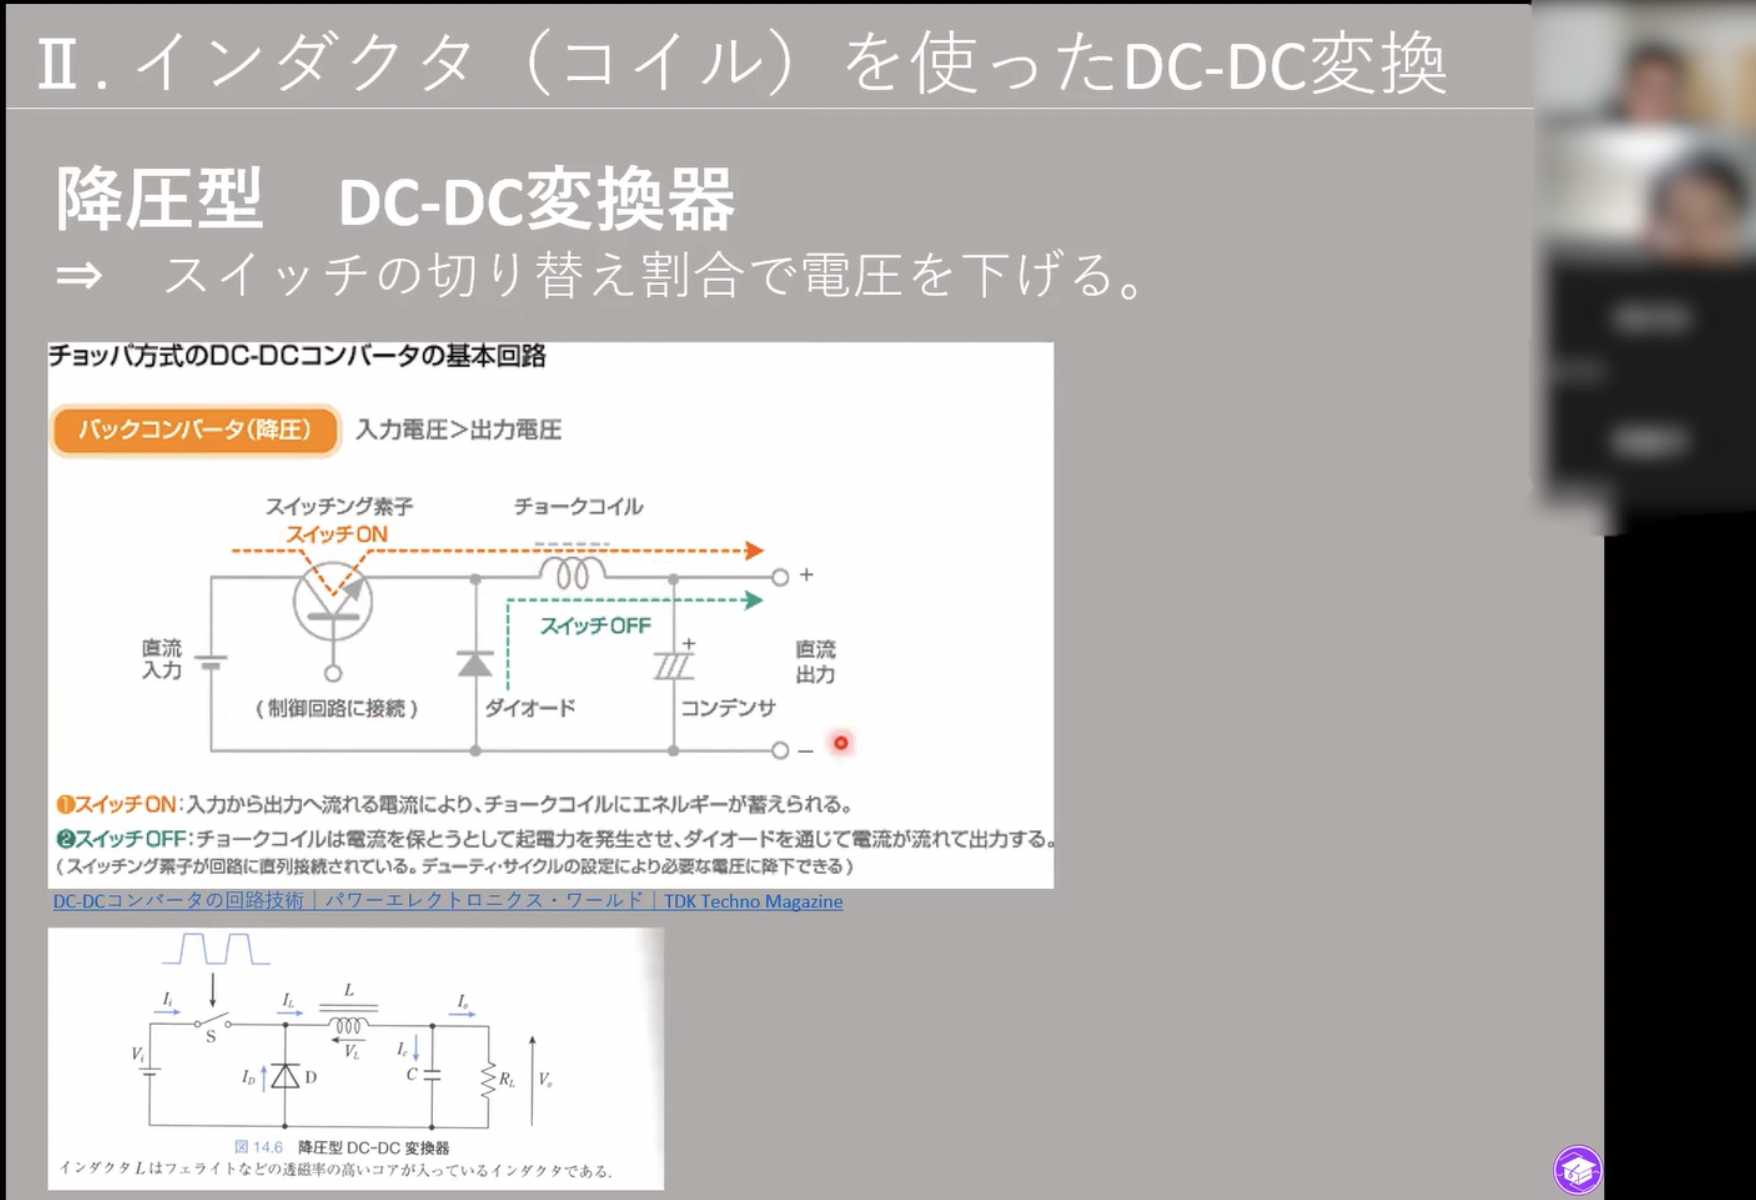 Ⅱ. インダクタ（コイル）を使ったDC-DC変換
降圧型　DC-DC変換器
⇒　スイッチの切り替え割合で電圧を下げる。
チョッパ方式のDC-DCコンバータの基本回路
バックコンバータ(降圧)　入力電圧＞出力電圧
スイッチング素子
チョークコイル
スイッチON
+
スイッチOFF
直流
入力
+
直流
出力
(制御回路に接続)
ダイオード
コンデンサ
−
❶スイッチON：入力から出力へ流れる電流により、チョークコイルにエネルギーが蓄えられる。
❷スイッチOFF：チョークコイルは電流を保とうとして起電力を発生させ、ダイオードを通じて電流が流れて出力する。
(スイッチング素子が回路に直列接続されている。デューティ・サイクルの設定により必要な電圧に降下できる)
DC-DCコンバータの回路技術｜パワーエレクトロニクス・ワールド｜TDK Techno Magazine
Ii
IL
L
Io
S
VL
Vi
Ic
ID
D
C
RL
Vo
図 14.6　降圧型 DC-DC 変換器
インダクタ L はフェライトなどの透磁率の高いコアが入っているインダクタである.